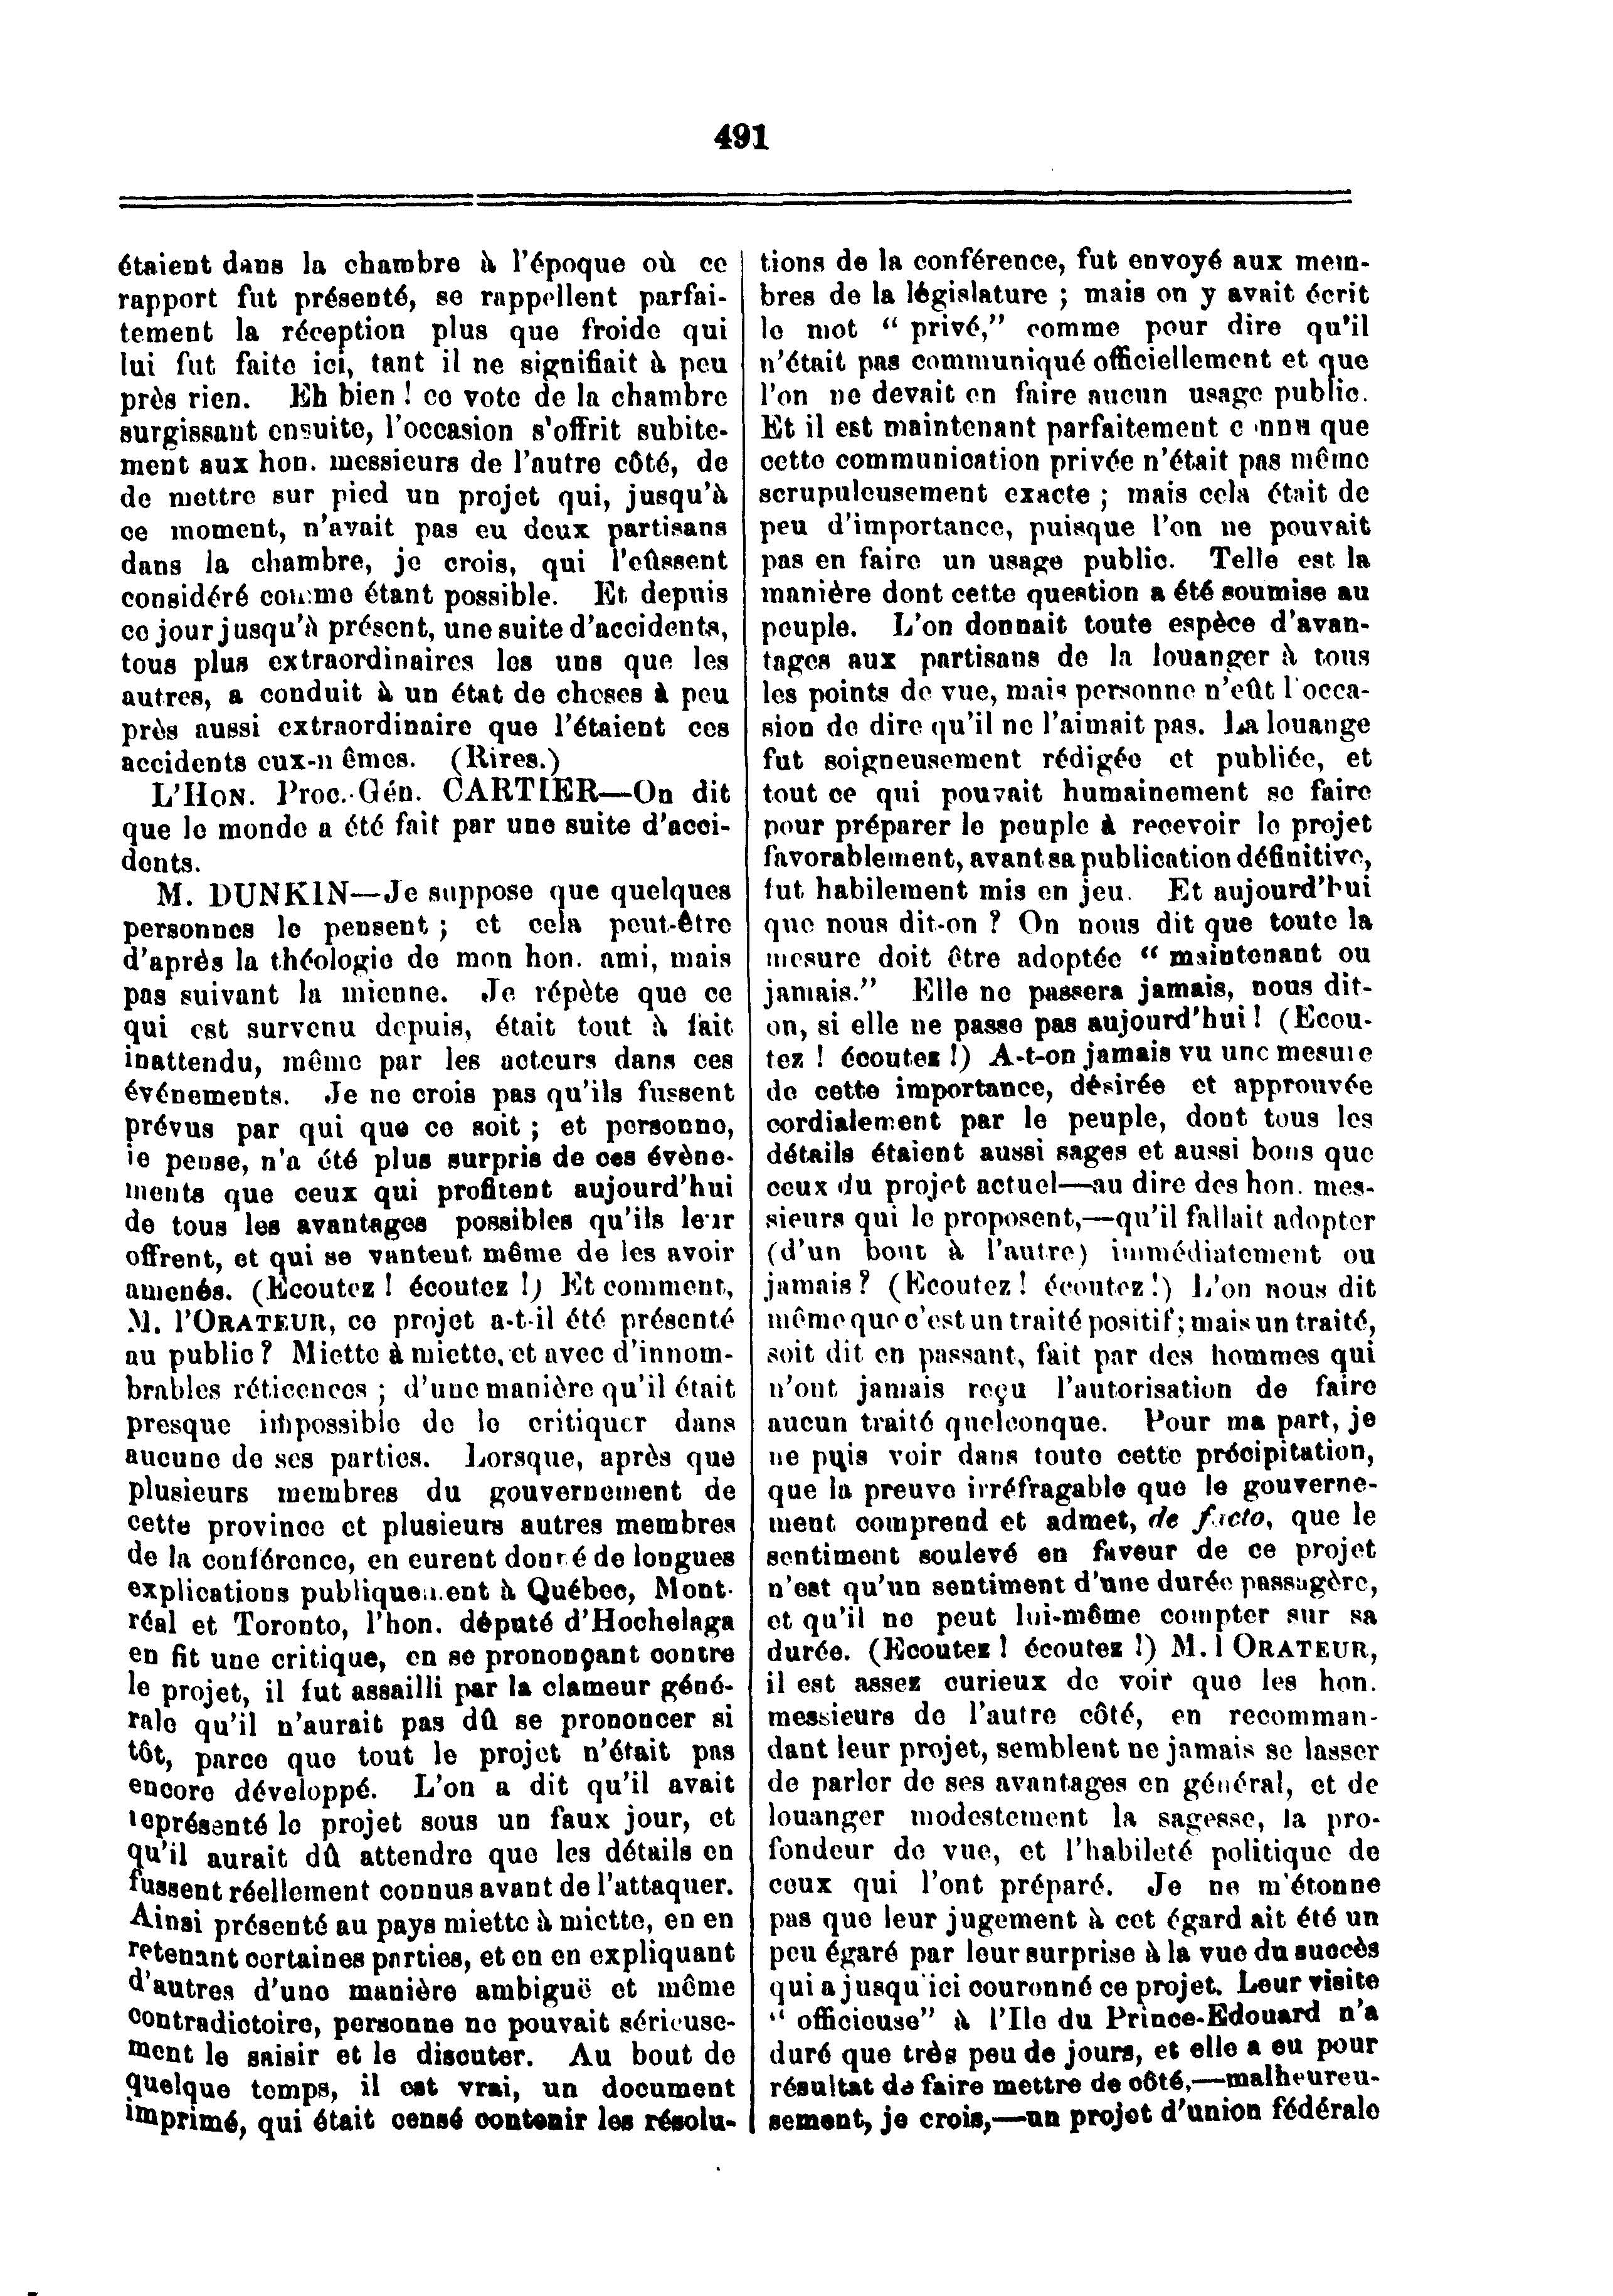 491
étaient dans la chambre à l'époque où ce
rapport fut présenté, se rappellent parfai-
tement la réception plus que froide qui
lui fut faite ici, tant il ne signifiait à peu
près rien. Eh bien ! ce vote de la chambre
surgissant ensuite, l'occasion s'offrit subite-
ment aux hon. messieurs de l'autre côté, de
de mettre sur pied un projet qui, jusqu'à
ce moment, n'avait pas eu deux partisans
dans la chambre, je crois, qui l'eûssent
considéré comme étant possible. Et depuis
ce jour jusqu'à présent, une suite d'accidents,
tous plus extraordinaires les uns que les
autres, a conduit à un état de choses à peu
près aussi extraordinaire que l'étaient ces
accidents eux-mêmes. (Rires.)
L'HON. Proc.-Gén. CARTIER—On dit
que le monde a été fait par une suite d'acci-
dents.
M. DUNKIN—Je suppose que quelques
personnes le pensent ; et cela peut-être
d'après la théologie de mon hon. ami, mais
pas suivant la mienne. Je répète que ce
qui est survenu depuis, était tout à fait
inattendu, même par les acteurs dans ces
événements. Je ne crois pas qu'ils fussent
prévus par qui que ce soit ; et personne,
je pense, n'a été plus surpris de ces évène-
ments que ceux qui profitent aujourd'hui
de tous les avantages possibles qu'ils leur
offrent, et qui se vantent même de les avoir
amenés. (Ecoutez ! écoutez !) Et comment,
M. l'ORATEUR, ce projet a-t-il été présenté
au public ? Miette à miette, et avec d'innom-
brables réticences ; d'une manière qu'il était
presque impossible de le critiquer dans
aucune de ses parties. Lorsque, après que
plusieurs membres du gouvernement de
cette province et plusieurs autres membres
de la conférence, en eurent donné de longues
explications publiquement à Québec, Mont-
réal et Toronto, l'hon. député d'Hochelaga
en fit une critique, en se prononçant contre
le projet, il fut assailli par la clameur géné-
rale qu'il n'aurait pas dû se prononcer si
tôt, parce que tout le projet n'était pas
encore développé. L'on a dit qu'il avait
représenté le projet sous un faux jour, et
qu'il aurait dû attendre que les détails en
fussent réellement connus avant de l'attaquer.
Ainsi présenté au pays miette à miette, en en
retenant certaines parties, et en en expliquant
d'autres d'une manière ambiguë et même
contradictoire, personne ne pouvait sérieuse-
ment le saisir et le discuter. Au bout de
quelque temps, il est vrai, un document
imprimé, qui était censé contenir les résolu-
tions de la conférence, fut envoyé aux mem-
bres de la législature ; mais on y avait écrit
le mot “ privé,” comme pour dire qu'il
n'était pas communiqué officiellement et que
l'on ne devait en faire aucun usage public.
Et il est maintenant parfaitement connu que
cette communication privée n'était pas même
scrupuleusement exacte ; mais cela était de
peu d'importance, puisque l'on ne pouvait
pas en faire un usage public. Telle est la
manière dont cette question a été soumise au
peuple. L'on donnait toute espèce d'avan-
tages aux partisans de la louanger à tous
les points de vue, mais personne n'eût l'occa-
sion de dire qu'il ne l'aimait pas. La louange
fut soigneusement rédigée et publiée, et
tout ce qui pouvait humainement se faire
pour préparer le peuple à recevoir le projet
favorablement, avant sa publication définitive,
fut habilement mis en jeu. Et aujourd'hui
que nous dit-on ? On nous dit que toute la
mesure doit être adoptée “ maintenant ou
jamais.” Elle ne passera jamais, nous dit-
on, si elle ne passe pas aujourd'hui ! (Ecou-
tez ! écoutez !) A-t-on jamais vu une mesure
de cette importance, désirée et approuvée
cordialement par le peuple, dont tous les
détails étaient aussi sages et aussi bons que
ceux du projet actuel—au dire des hon. mes-
sieurs qui le proposent,—qu'il fallait adopter
(d'un bout à l'autre) immédiatement ou
jamais ? (Ecoutez ! écoutez !) L'on nous dit
même que c'est un traité positif ; mais un traité,
soit dit en passant, fait par des hommes qui
n'ont jamais reçu l'autorisation de faire
aucun traité quelconque. Pour ma part, je
ne puis voir dans toute cette précipitation,
que la preuve irréfragable que le gouverne-
ment comprend et admet, de facto, que le
sentiment soulevé en faveur de ce projet
n'est qu'un sentiment d'une durée passagère,
et qu'il ne peut lui-même compter sur sa
durée. (Ecoutez ! écoutez !) M. l'ORATEUR,
il est assez curieux de voir que les hon.
messieurs de l'autre côté, en recomman-
dant leur projet, semblent ne jamais se lasser
de parler de ses avantages en général, et de
louanger modestement la sagesse, la pro-
fondeur de vue, et l'habileté politique de
ceux qui l'ont préparé. Je ne m'étonne
pas que leur jugement à cet égard ait été un
peu égaré par leur surprise à la vue du succès
qui a jusqu'ici couronné ce projet. Leur visite
“ officieuse” à l'Ile du Prince-Edouard n'a
duré que très peu de jours, et elle a eu pour
résultat de faire mettre de côté,—malheureu-
sement, je crois,—un projet d'union fédérale